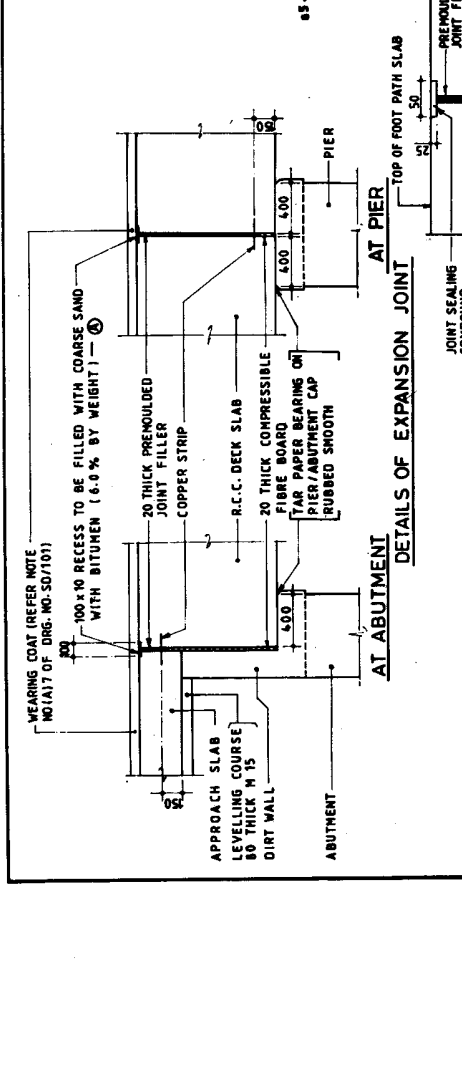 WEARING COAT (REFER NOTE
NO(A)7 OF DRG. NO. SD/101)
100
100 x 10 RECESS TO BE FILLED WITH COARSE SAND
WITH BITUMEN (6.0 % BY WEIGHT) — Ⓐ
20 THICK PREMOULDED
JOINT FILLER
COPPER STRIP
R.C.C. DECK SLAB
20 THICK COMPRESSIBLE
FIBRE BOARD
TAR PAPER BEARING ON
PIER/ABUTMENT CAP
RUBBED SMOOTH
150
APPROACH SLAB
LEVELLING COURSE
80 THICK M 15
DIRT WALL
ABUTMENT
400
AT ABUTMENT
150
400
400
PIER
AT PIER
DETAILS OF EXPANSION JOINT
TOP OF FOOT PATH SLAB
50
25
JOINT SEALING